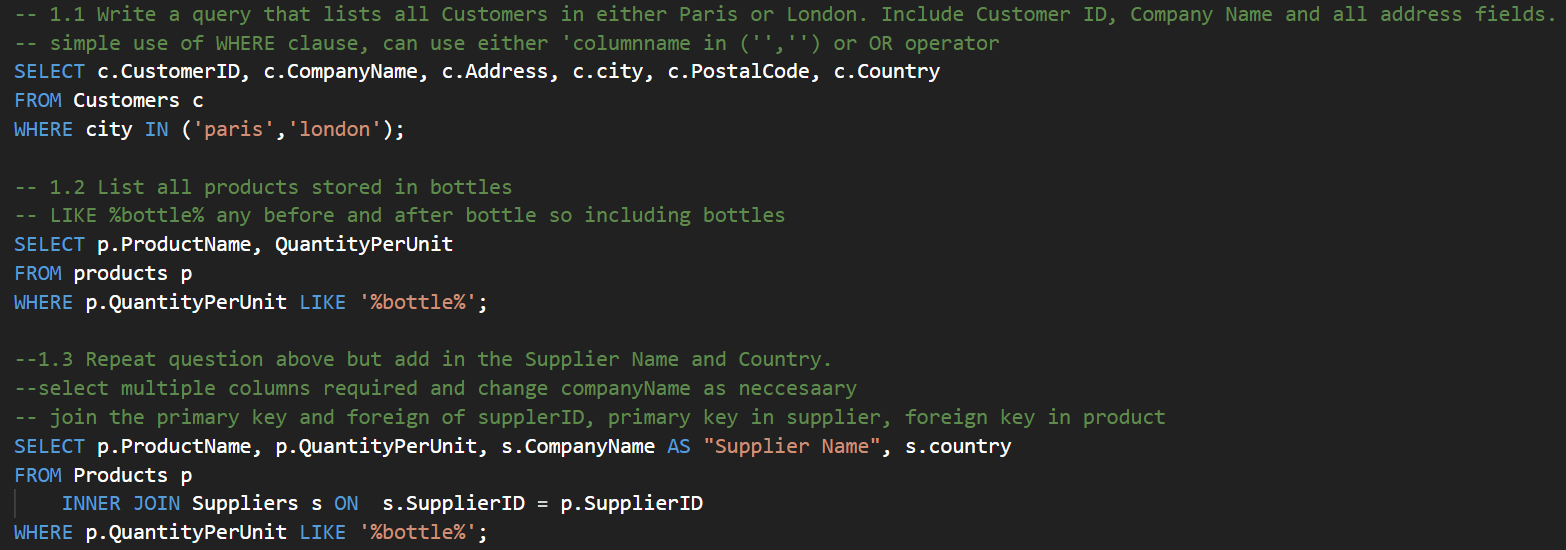 -- 1.1 Write a query that lists all Customers in either Paris or London. Include Customer ID, Company Name and all address fields.
-- simple use of WHERE clause, can use either 'columnname in ('','') or OR operator
SELECT c.CustomerID, c.CompanyName, c.Address, c.city, c.PostalCode, c.Country
FROM Customers c
WHERE city IN ('paris','london');
-- 1.2 List all products stored in bottles
-- LIKE %bottle% any before and after bottle so including bottles
SELECT p.ProductName, QuantityPerUnit
FROM products p
WHERE p.QuantityPerUnit LIKE '%bottle%';
--1.3 Repeat question above but add in the Supplier Name and Country.
--select multiple columns required and change companyName as neccesaary
-- join the primary key and foreign of supplerID, primary key in supplier, foreign key in product
SELECT p.ProductName, p.QuantityPerUnit, s.CompanyName AS "Supplier Name", s.country
FROM Products p
    INNER JOIN Suppliers s ON  s.SupplierID = p.SupplierID
WHERE p.QuantityPerUnit LIKE '%bottle%';